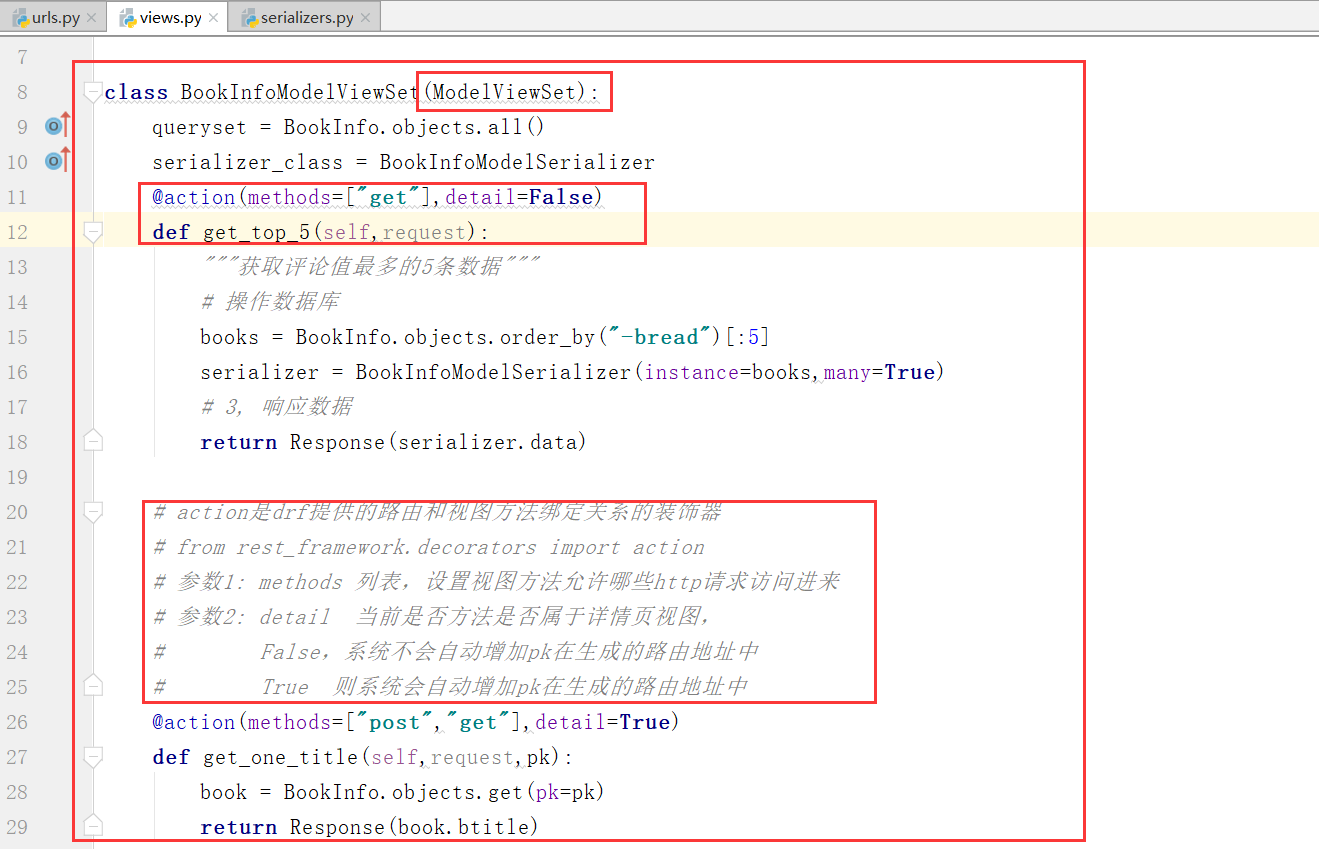 urls.py views.py serializers.py
7
8 class BookInfoModelViewSet(ModelViewSet):
9 queryset = BookInfo.objects.all()
10 serializer_class = BookInfoModelSerializer
11 @action(methods=["get"],detail=False)
12 def get_top_5(self,request):
13 """获取评论值最多的5条数据"""
14 # 操作数据库
15 books = BookInfo.objects.order_by("-bread")[:5]
16 serializer = BookInfoModelSerializer(instance=books,many=True)
17 # 3, 响应数据
18 return Response(serializer.data)
19
20 # action是drf提供的路由和视图方法绑定关系的装饰器
21 # from rest_framework.decorators import action
22 # 参数1: methods 列表，设置视图方法允许哪些http请求访问进来
23 # 参数2: detail 当前是否方法是否属于详情页视图，
24 # False，系统不会自动增加pk在生成的路由地址中
25 # True 则系统会自动增加pk在生成的路由地址中
26 @action(methods=["post","get"],detail=True)
27 def get_one_title(self,request,pk):
28 book = BookInfo.objects.get(pk=pk)
29 return Response(book.btitle)